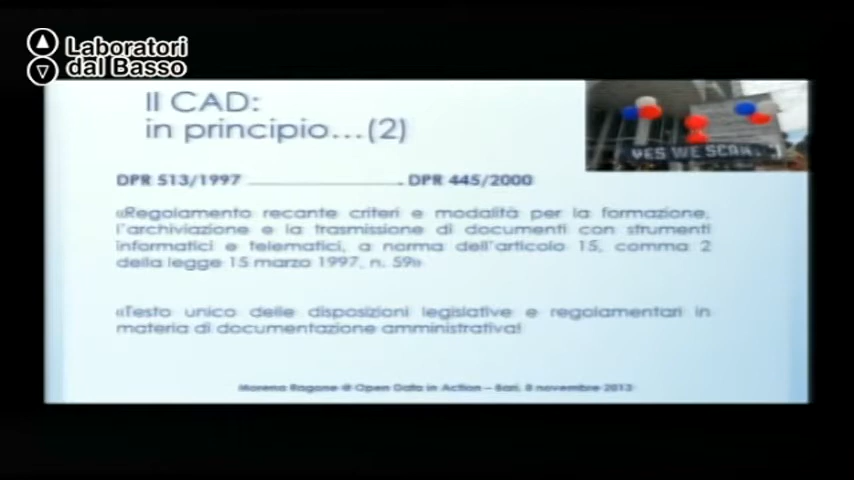 Laboratori
dal Basso
Il CAD:
in principio...(2)
YES WE SCAN
DPR 513/1997 ________________. DPR 445/2000
«Regolamento recante criteri e modalità per la formazione,
l'archiviazione e la trasmissione di documenti con strumenti
informatici e telematici, a norma dell'articolo 15, comma 2
della legge 15 marzo 1997, n. 59»
«Testo unico delle disposizioni legislative e regolamentari in
materia di documentazione amministrativa!
Morena Ragone @ Open Data in Action – Bari, 8 novembre 2013